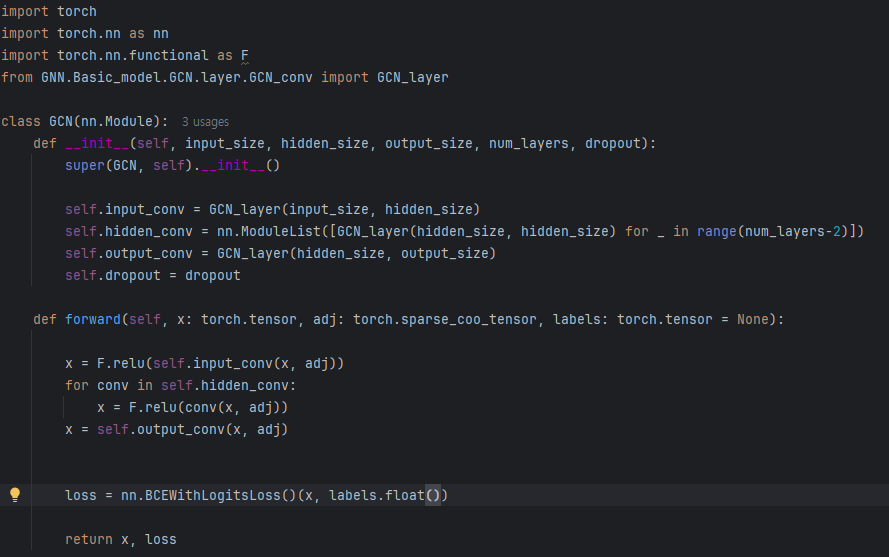 import torch
import torch.nn as nn
import torch.nn.functional as F
from GNN.Basic_model.GCN.layer.GCN_conv import GCN_layer
class GCN(nn.Module): 3 usages
    def __init__(self, input_size, hidden_size, output_size, num_layers, dropout):
        super(GCN, self).__init__()
        self.input_conv = GCN_layer(input_size, hidden_size)
        self.hidden_conv = nn.ModuleList([GCN_layer(hidden_size, hidden_size) for _ in range(num_layers-2)])
        self.output_conv = GCN_layer(hidden_size, output_size)
        self.dropout = dropout
    def forward(self, x: torch.tensor, adj: torch.sparse_coo_tensor, labels: torch.tensor = None):
        x = F.relu(self.input_conv(x, adj))
        for conv in self.hidden_conv:
            x = F.relu(conv(x, adj))
        x = self.output_conv(x, adj)
        loss = nn.BCEWithLogitsLoss()(x, labels.float())
        return x, loss